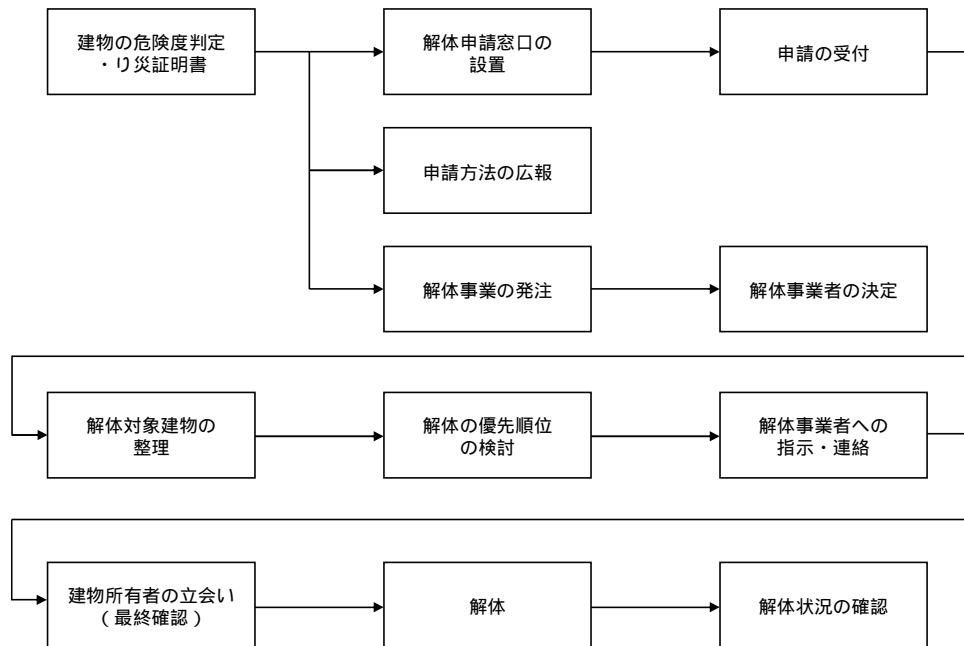 建物の危険度判定
・り災証明書
解体申請窓口の
設置
申請の受付
申請方法の広報
解体事業の発注
解体事業者の決定
解体対象建物の
整理
解体の優先順位
の検討
解体事業者への
指示・連絡
建物所有者の立会い
(最終確認)
解体
解体状況の確認